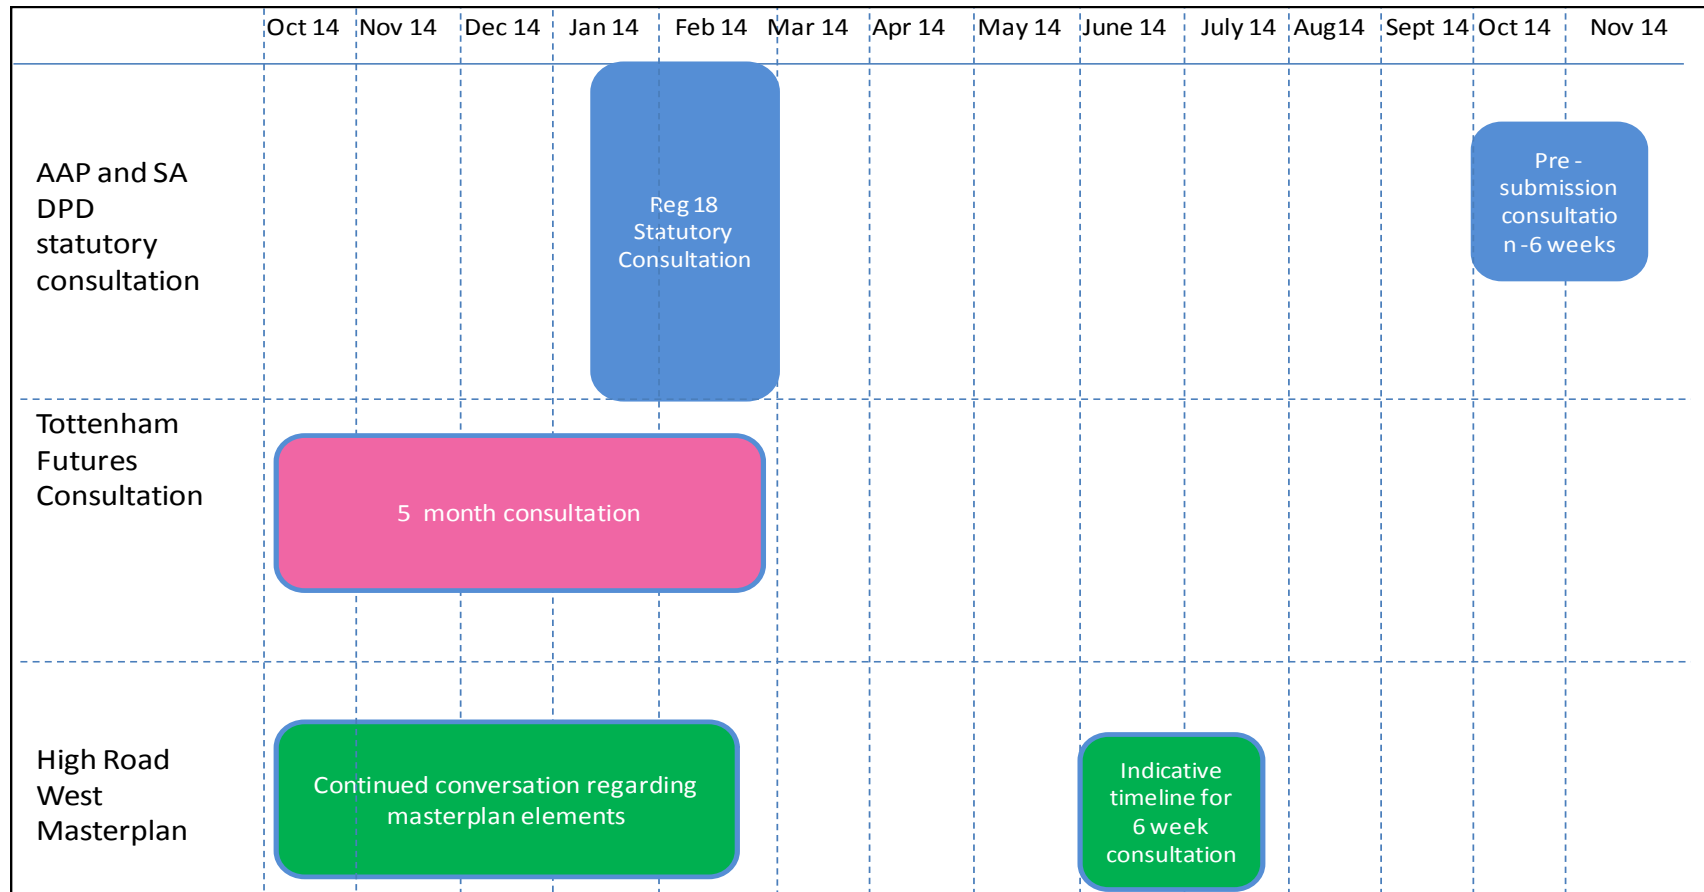 Oct 14 Nov 14 Dec 14 Jan 14 Feb 14 Mar 14 Apr 14 May 14 June 14 July 14 Aug14 Sept 14 Oct 14 Nov 14
AAP and SA
DPD
statutory
consultation
Reg 18
Statutory
Consultation
Pre -
submission
consultatio
n -6 weeks
Tottenham
Futures
Consultation
5 month consultation
High Road
West
Masterplan
Continued conversation regarding
masterplan elements
Indicative
timeline for
6 week
consultation